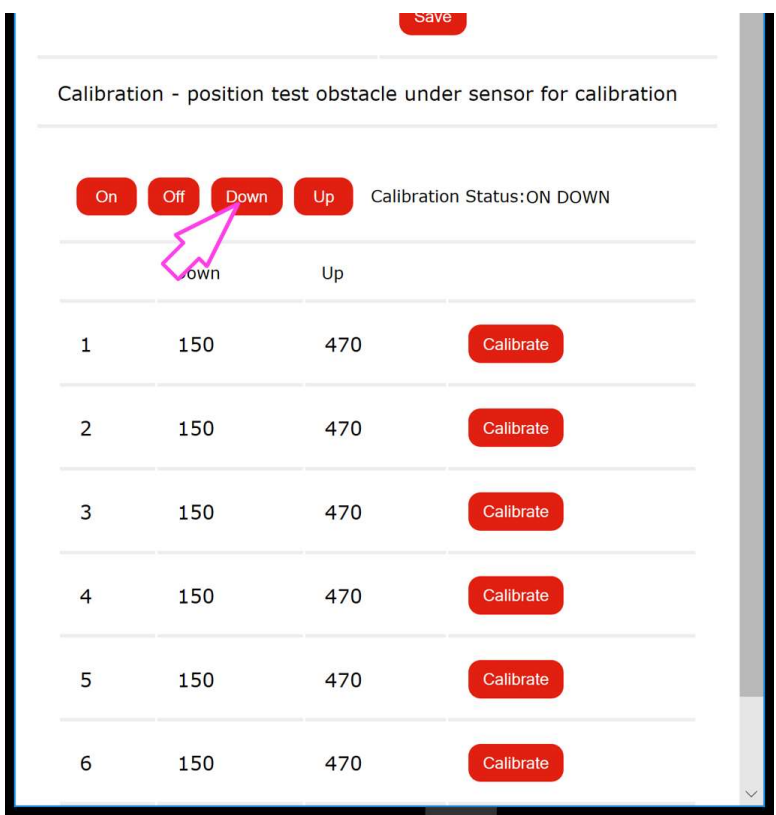 Save
Calibration - position test obstacle under sensor for calibration
On Off Down Up Calibration Status:ON DOWN
Down Up
1 150 470 Calibrate
2 150 470 Calibrate
3 150 470 Calibrate
4 150 470 Calibrate
5 150 470 Calibrate
6 150 470 Calibrate